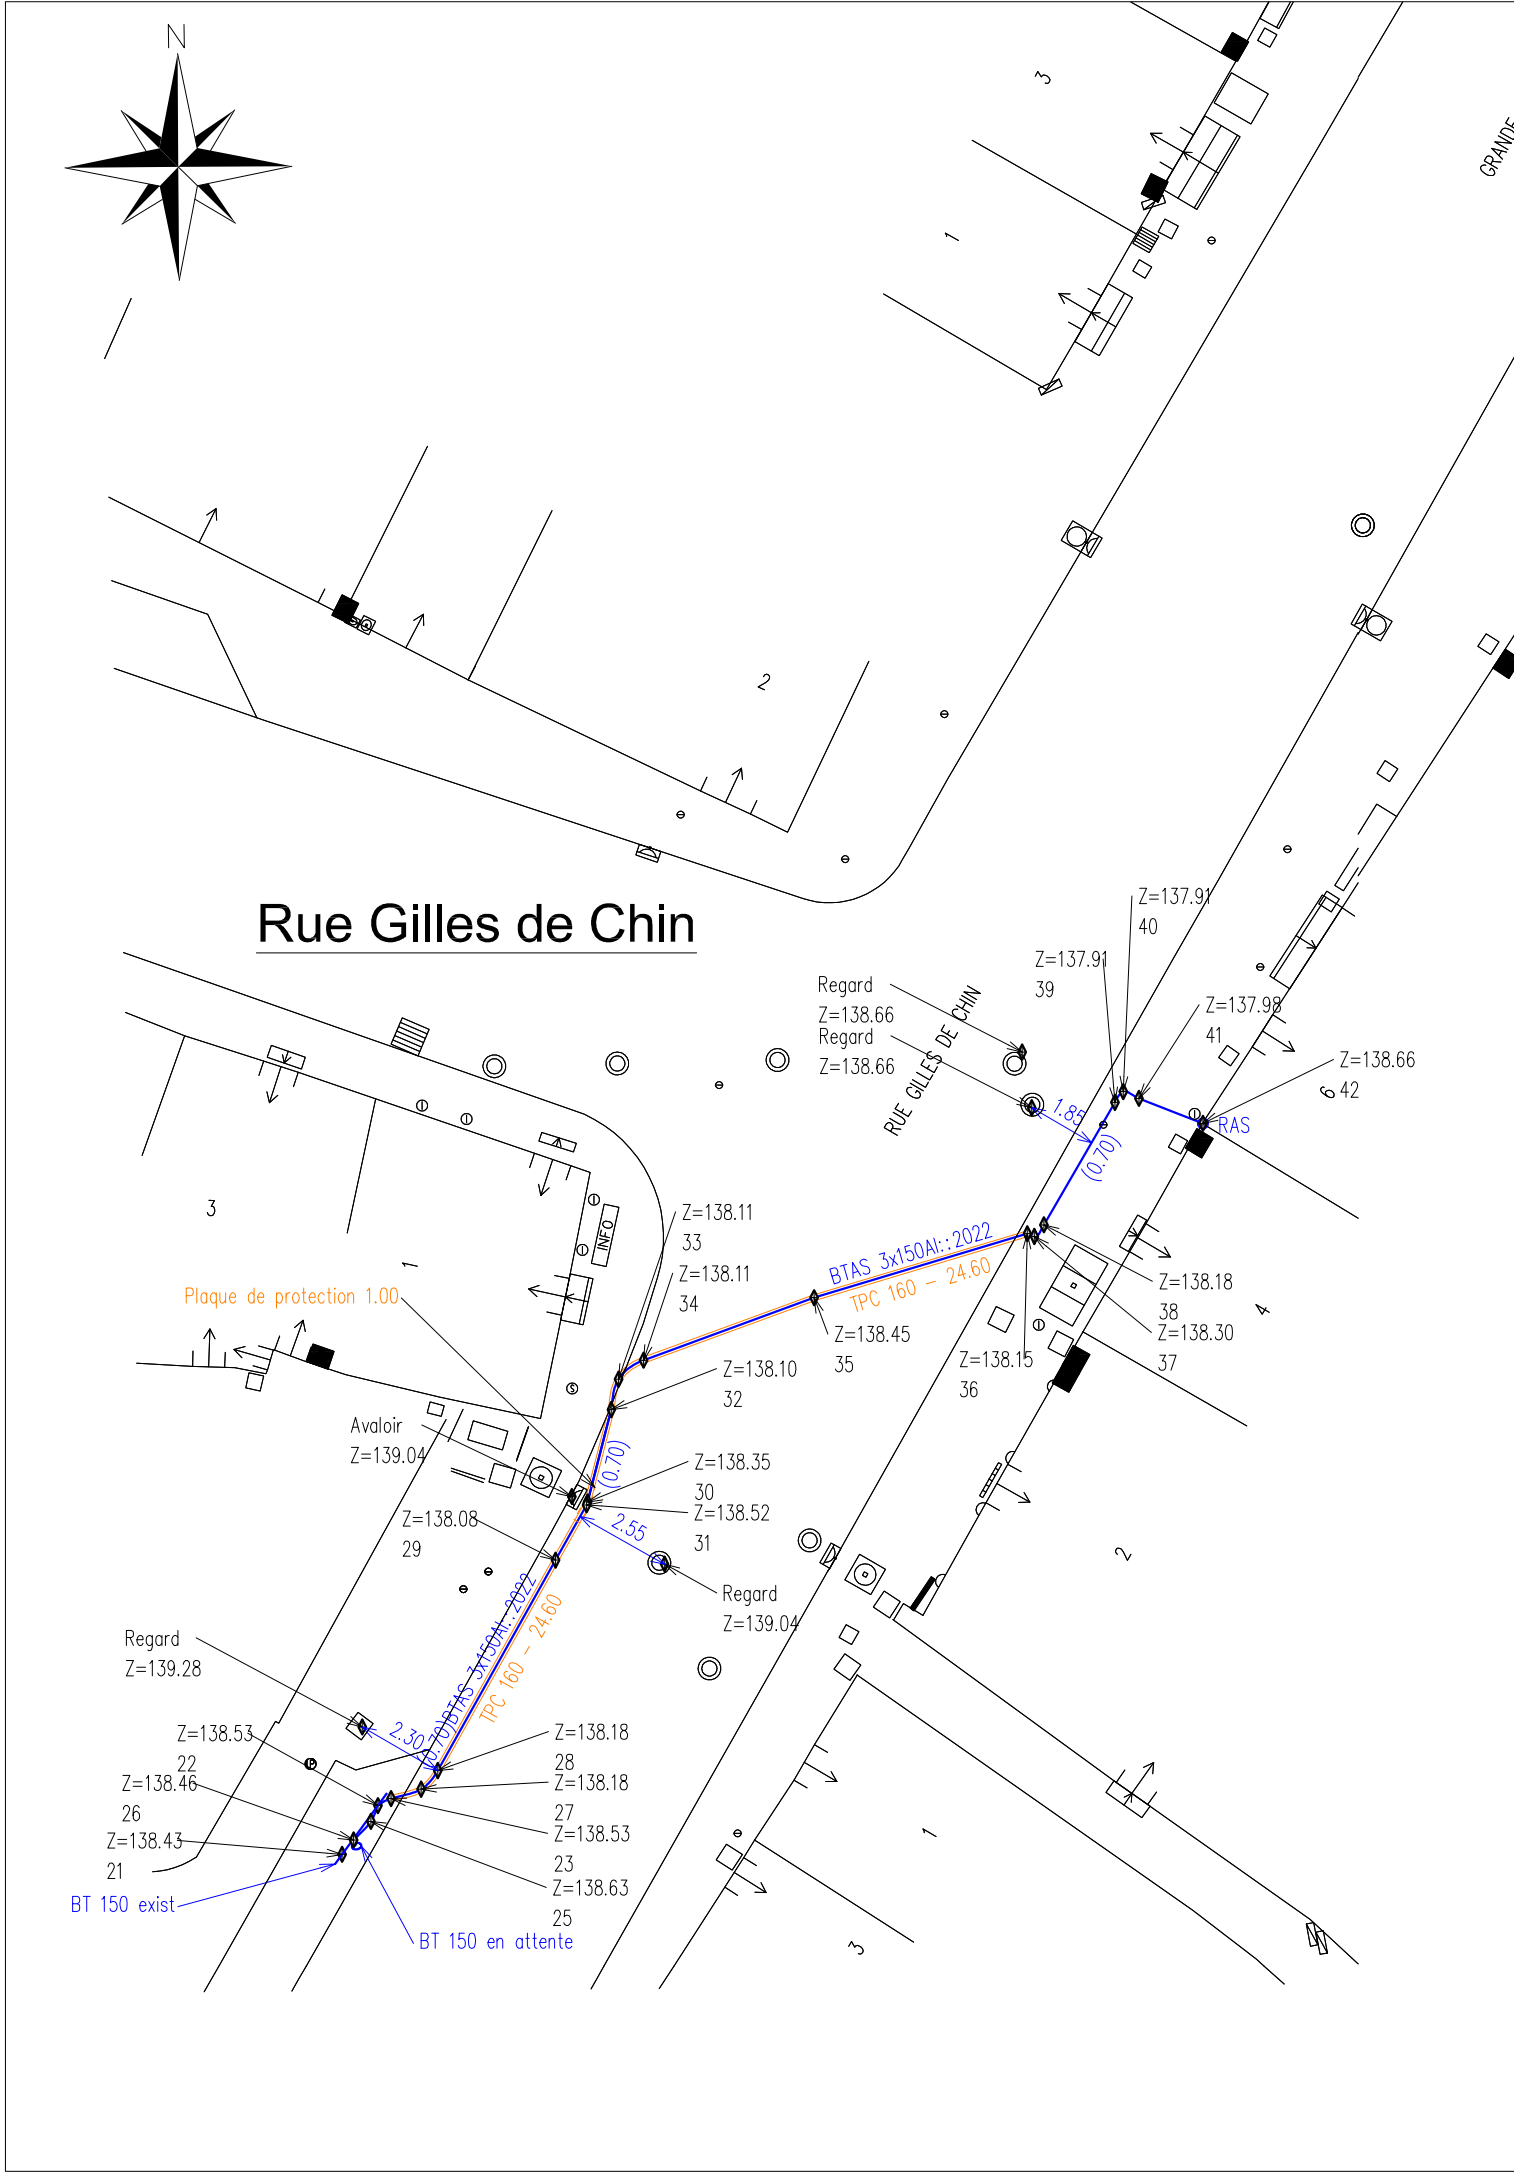 N
3
GRANDE
1
2
Rue Gilles de Chin
Z=137.91
40
Z=137.91
39
Regard
Z=138.66
Regard
Z=138.66
RUE GILLES DE CHIN
Z=137.98
41
Z=138.66
6 42
1.85
RAS
(0.70)
3
INFO
1
Z=138.11
33
Z=138.11
34
Plaque de protection 1.00
BTAS 3x150Al::2022
TPC 160 - 24.60
Z=138.18
38
4
Z=138.30
37
Z=138.45
35
Z=138.15
36
Z=138.10
32
S
Avaloir
Z=139.04
(0.70)
Z=138.35
30
Z=138.52
31
Z=138.08
29
2.55
2
Regard
Z=139.04
BTAS 3x150Al::2022
TPC 160 - 24.60
Regard
Z=139.28
2.30
(0.70)
Z=138.53
22
Z=138.18
28
Z=138.46
26
Z=138.18
27
Z=138.43
21
Z=138.53
23
1
Z=138.63
25
BT 150 exist
BT 150 en attente
3